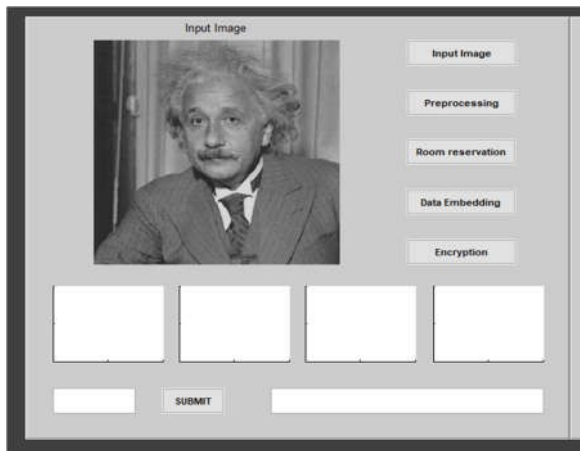 Input Image
Input Image
Preprocessing
Room reservation
Data Embedding
Encryption
SUBMIT